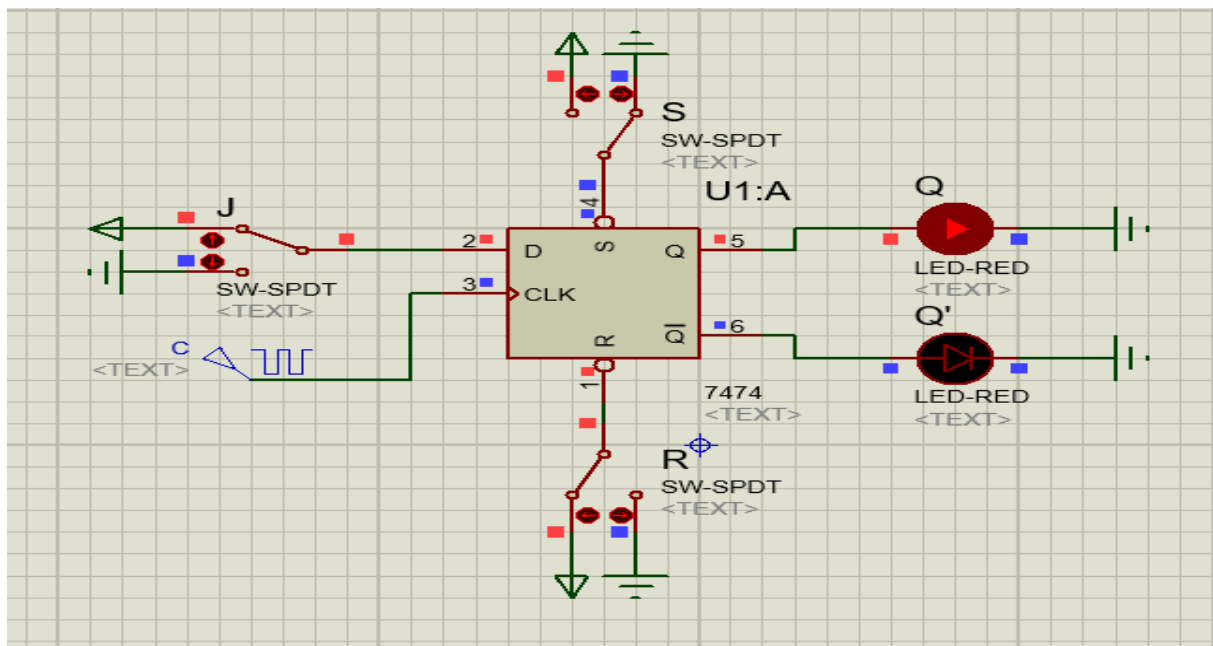 S
SW-SPDT
<TEXT>
U1:A
J
SW-SPDT
<TEXT>
C
<TEXT>
2
3
4
1
5
6
D
CLK
S
R
Q
Q
7474
<TEXT>
Q
LED-RED
<TEXT>
Q'
LED-RED
<TEXT>
R
SW-SPDT
<TEXT>